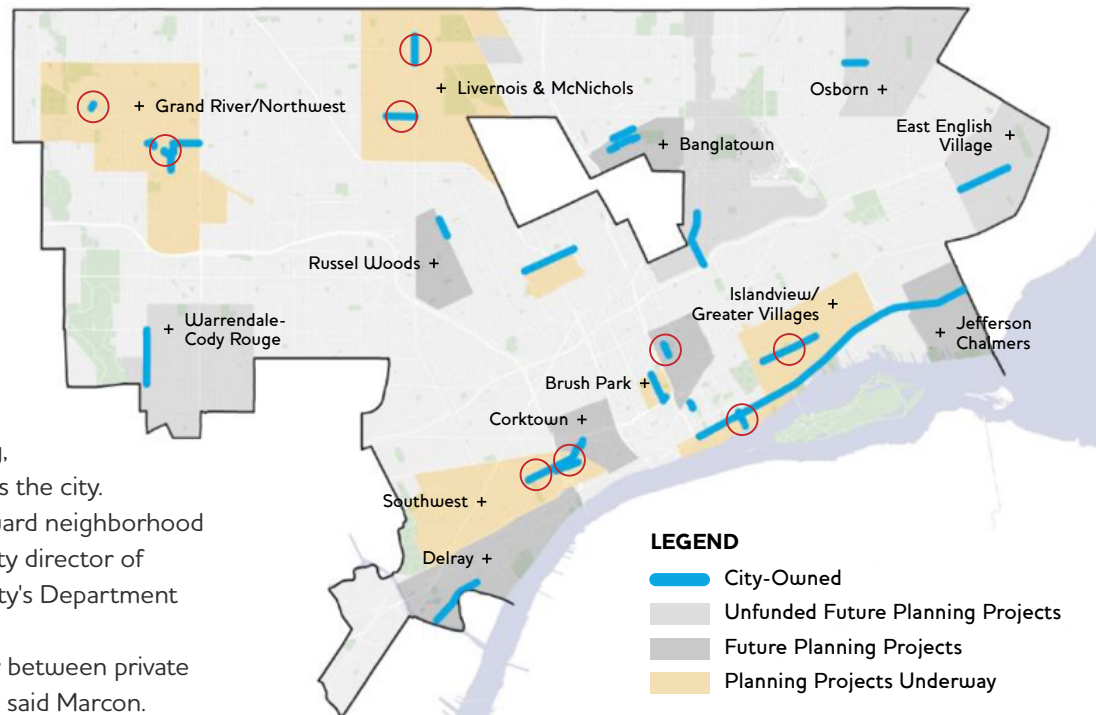 Grand River/Northwest
Livernois & McNichols
Osborn
East English
Village
Banglatown
Russel Woods
Warrendale-
Cody Rouge
Islandview/
Greater Villages
Jefferson
Chalmers
Brush Park
Corktown
Southwest
Delray
s the city.
uard neighborhood
ty director of
ty's Department
between private
said Marcon.
LEGEND
City-Owned
Unfunded Future Planning Projects
Future Planning Projects
Planning Projects Underway